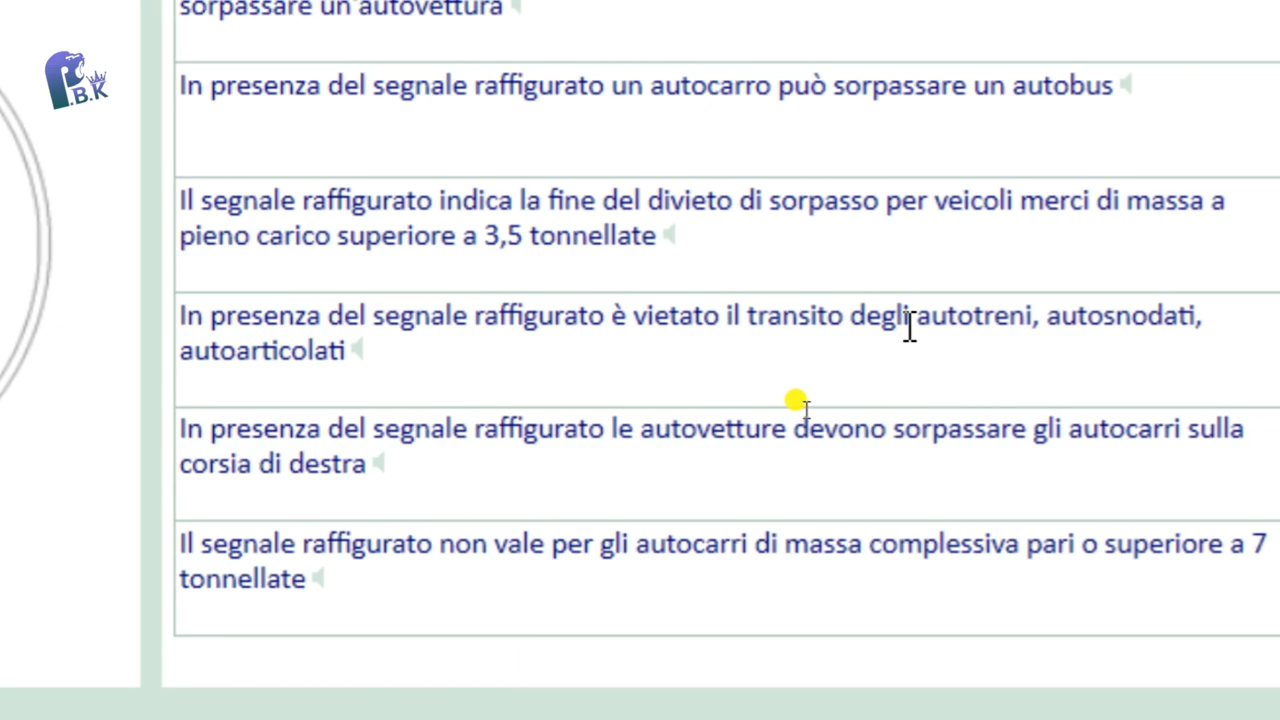 sorpassare un'autovettura
P.B.K
In presenza del segnale raffigurato un autocarro può sorpassare un autobus
Il segnale raffigurato indica la fine del divieto di sorpasso per veicoli merci di massa a
pieno carico superiore a 3,5 tonnellate
In presenza del segnale raffigurato è vietato il transito degli autotreni, autosnodati,
autoarticolati
In presenza del segnale raffigurato le autovetture devono sorpassare gli autocarri sulla
corsia di destra
Il segnale raffigurato non vale per gli autocarri di massa complessiva pari o superiore a 7
tonnellate